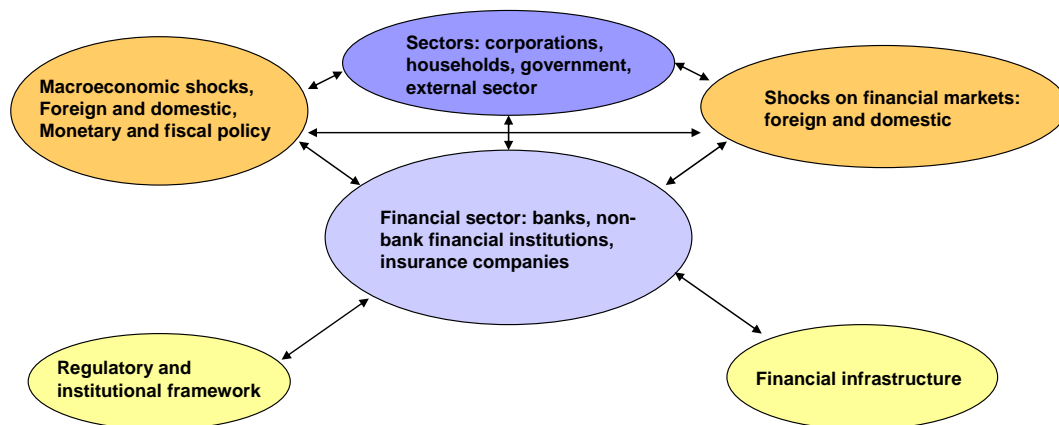 Sectors: corporations,
households, government,
external sector
Macroeconomic shocks,
Foreign and domestic,
Monetary and fiscal policy
Shocks on financial markets:
foreign and domestic
Financial sector: banks, non-
bank financial institutions,
insurance companies
Regulatory and
institutional framework
Financial infrastructure